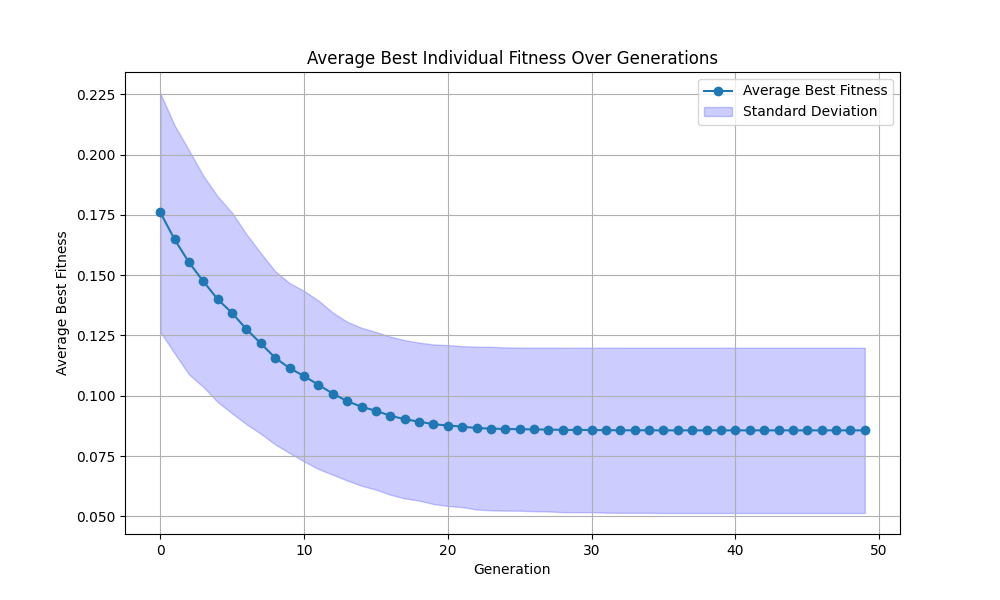 Average Best Individual Fitness Over Generations
Average Best Fitness
Standard Deviation
Average Best Fitness
0.225
0.200
0.175
0.150
0.125
0.100
0.075
0.050
0 10 20 30 40 50
Generation